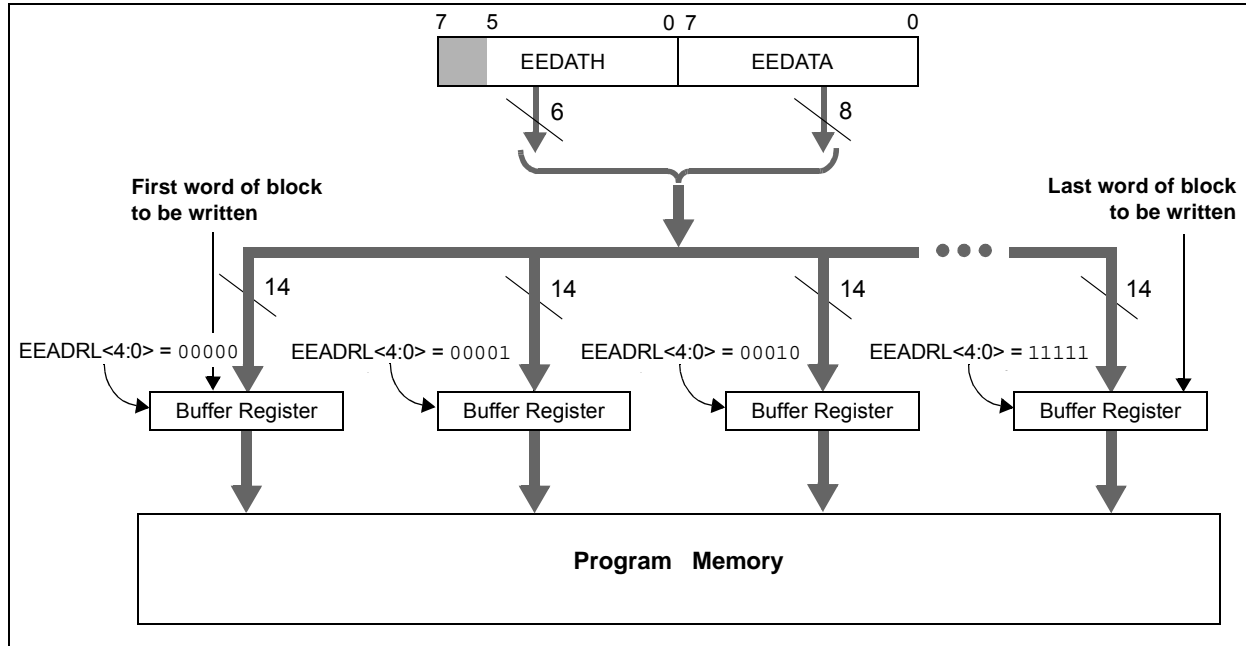 7 5 0 7 0
EEDATH EEDATA
6 8
First word of block
to be written
Last word of block
to be written
14 14 14 14
EEADRL<4:0> = 00000 EEADRL<4:0> = 00001 EEADRL<4:0> = 00010 EEADRL<4:0> = 11111
Buffer Register Buffer Register Buffer Register Buffer Register
Program Memory